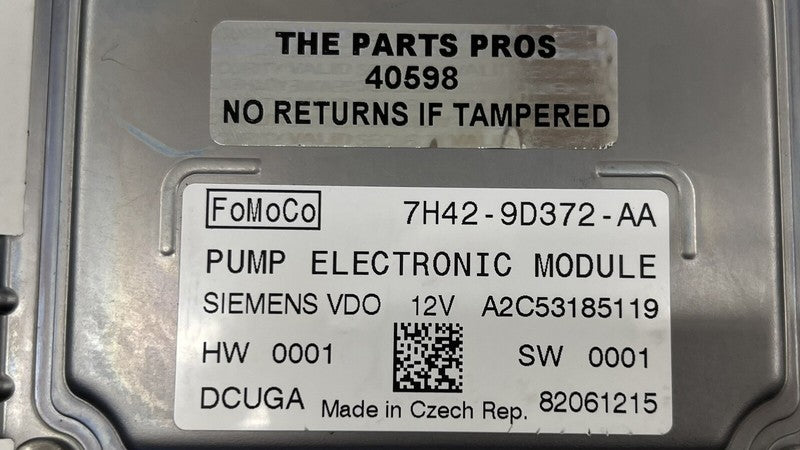 THE PARTS PROS
40598
NO RETURNS IF TAMPERED
FoMoCo 7H42-9D372-AA
PUMP ELECTRONIC MODULE
SIEMENS VDO 12V A2C53185119
HW 0001 SW 0001
DCUGA Made in Czech Rep. 82061215